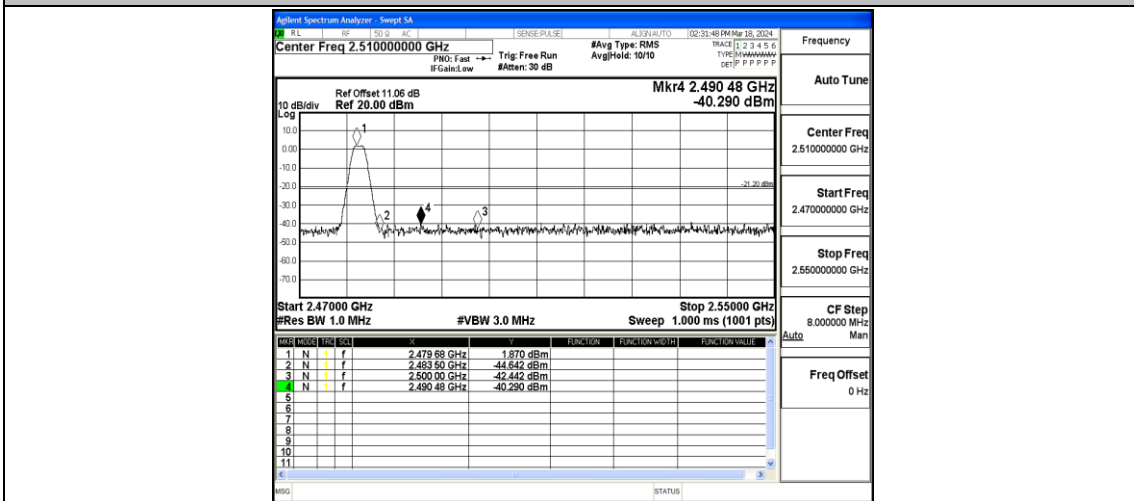 Agilent Spectrum Analyzer - Swept SA
RL RF 50 Ω AC SENSE:PULSE ALIGNAUTO 02:31:48 PM Mar 18, 2024
Center Freq 2.510000000 GHz
PNO: Fast
IFGain:Low
Trig: Free Run
#Atten: 30 dB
#Avg Type: RMS
Avg|Hold: 10/10
TRACE 1 2 3 4 5 6
TYPE MWWWWW
DET P P P P P P
Frequency
Mkr4 2.490 48 GHz
-40.290 dBm
Ref Offset 11.06 dB
10 dB/div Ref 20.00 dBm
Log
10.0
0.00
-10.0
-20.0
-30.0
-40.0
-50.0
-60.0
-70.0
1
2
4
3
-21.20 dBm
Start 2.47000 GHz Stop 2.55000 GHz
#Res BW 1.0 MHz #VBW 3.0 MHz Sweep 1.000 ms (1001 pts)
MKR MODE TRC SCL X Y FUNCTION FUNCTION WIDTH FUNCTION VALUE
1 N 1 f 2.479 68 GHz 1.870 dBm
2 N 1 f 2.483 50 GHz -44.642 dBm
3 N 1 f 2.500 00 GHz -42.442 dBm
4 N 1 f 2.490 48 GHz -40.290 dBm
5
6
7
8
9
10
11
MSG STATUS
Auto Tune
Center Freq
2.510000000 GHz
Start Freq
2.470000000 GHz
Stop Freq
2.550000000 GHz
CF Step
8.000000 MHz
Auto Man
Freq Offset
0 Hz